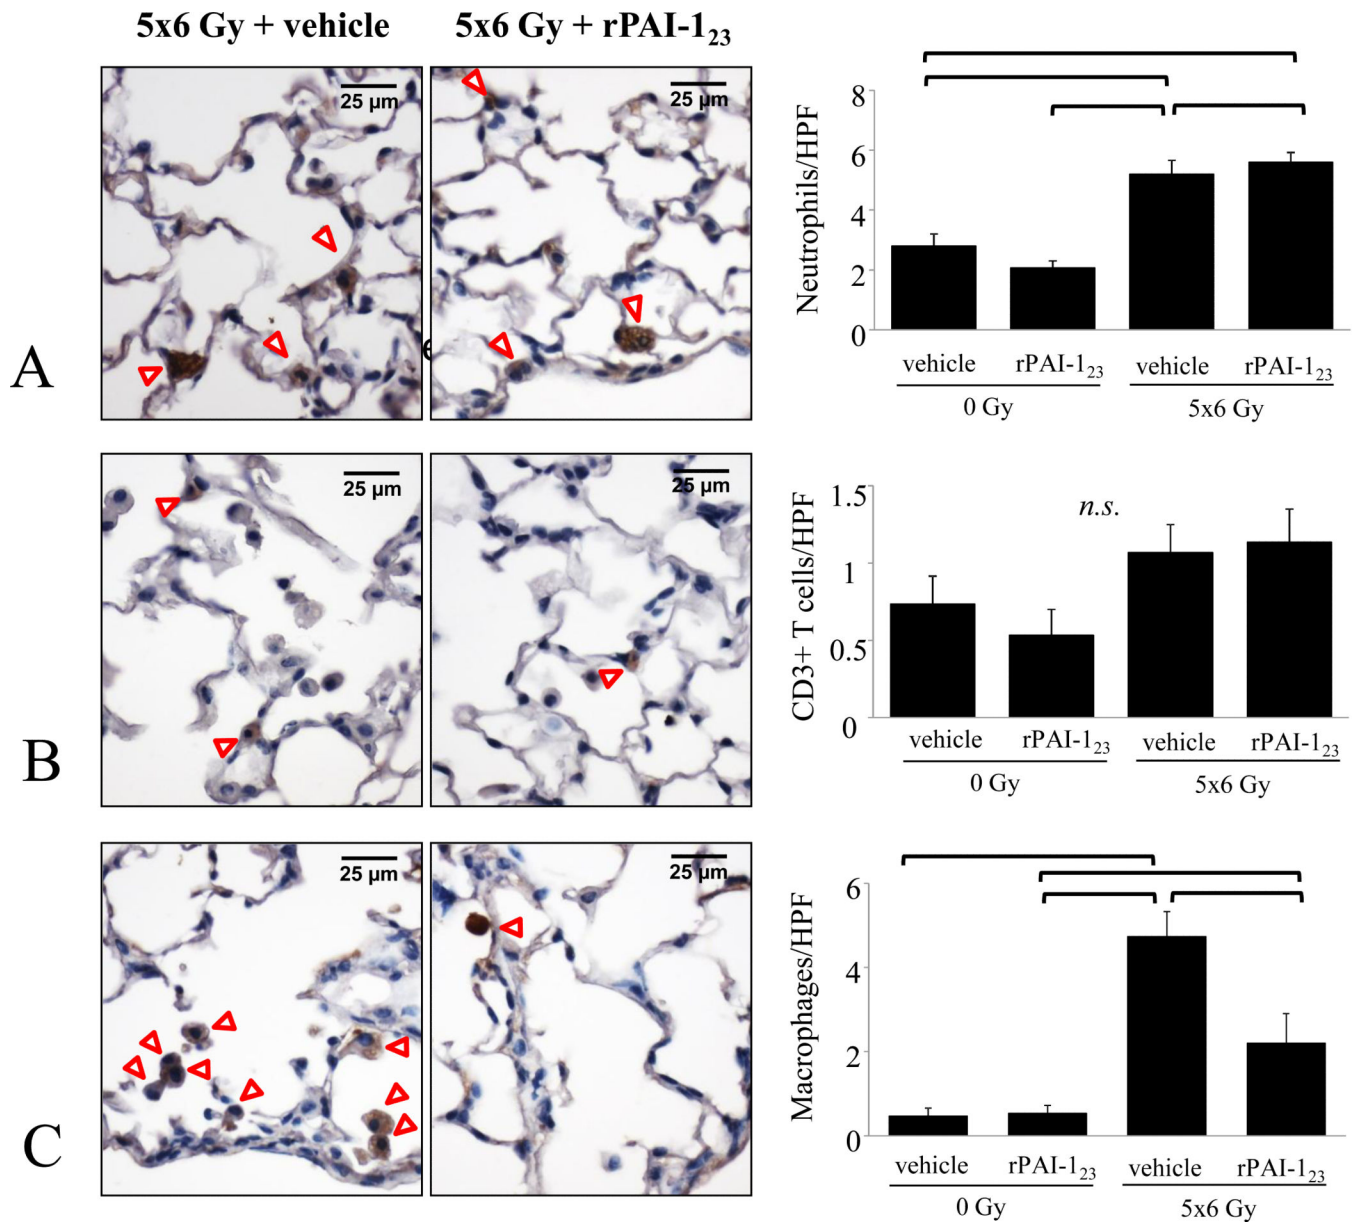 5x6 Gy + vehicle
5x6 Gy + rPAI-1₂₃
A
25 µm
25 µm
e
Neutrophils/HPF
8
6
4
2
0
vehicle rPAI-1₂₃ vehicle rPAI-1₂₃
0 Gy 5x6 Gy
B
25 µm
25 µm
CD3+ T cells/HPF
1.5
1
0.5
0
n.s.
vehicle rPAI-1₂₃ vehicle rPAI-1₂₃
0 Gy 5x6 Gy
C
25 µm
25 µm
Macrophages/HPF
6
4
2
0
vehicle rPAI-1₂₃ vehicle rPAI-1₂₃
0 Gy 5x6 Gy